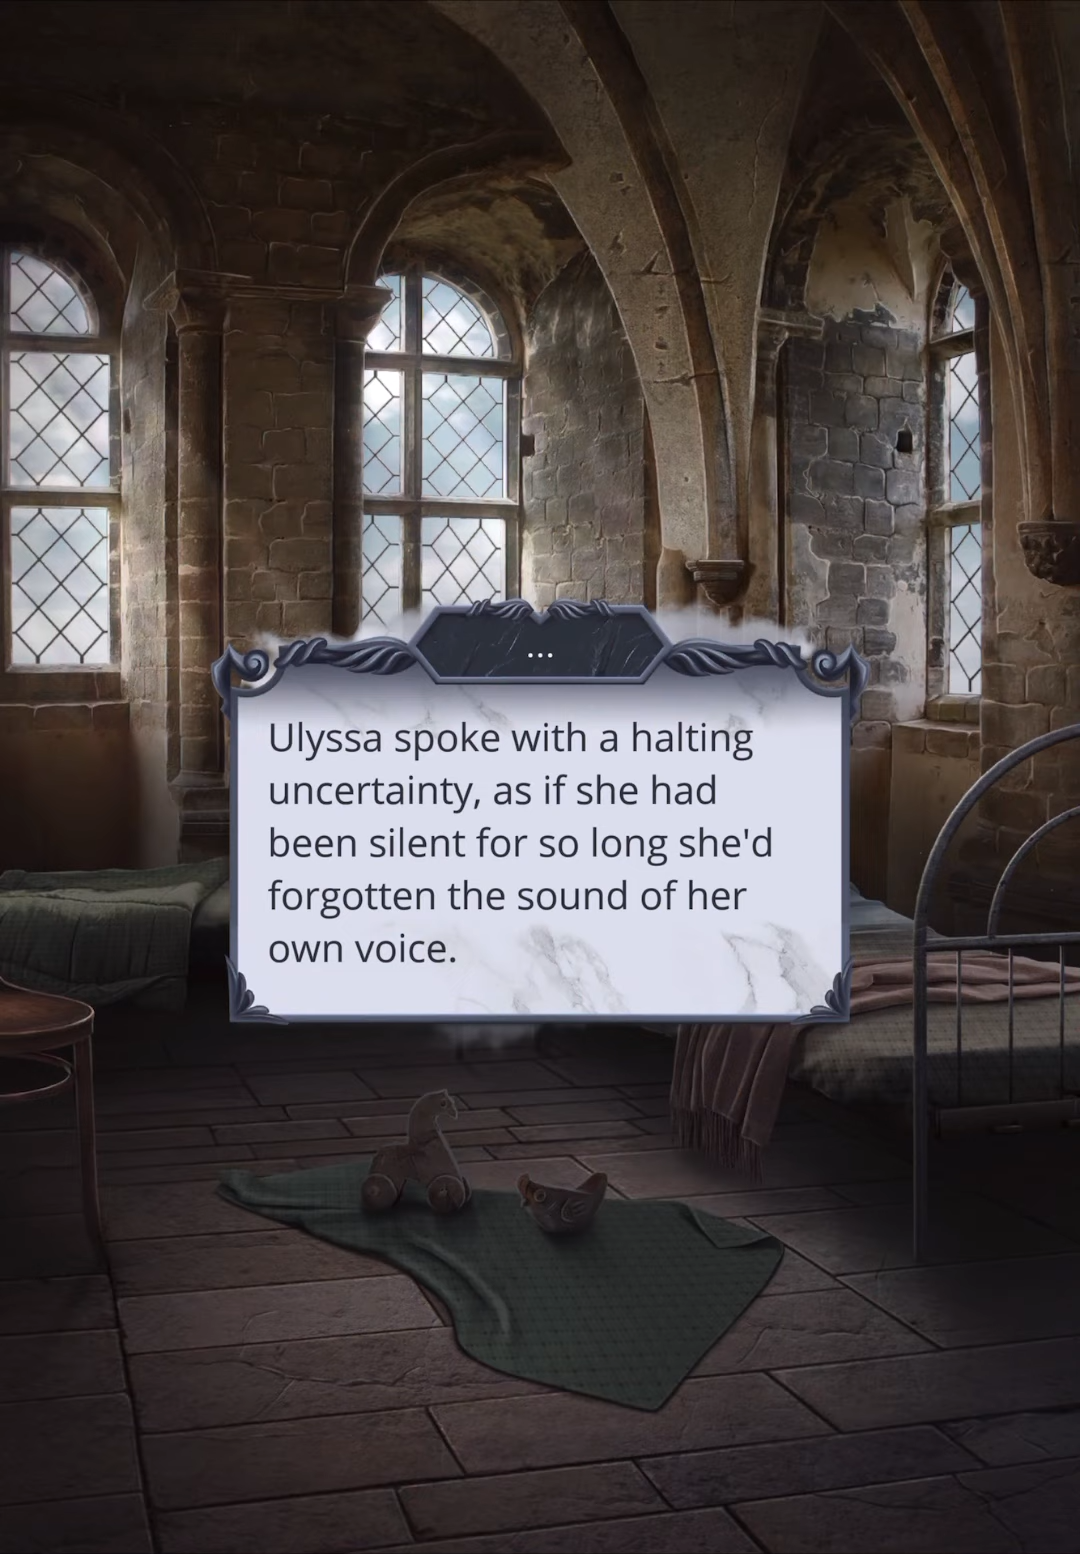 ...
Ulyssa spoke with a halting
uncertainty, as if she had
been silent for so long she'd
forgotten the sound of her
own voice.